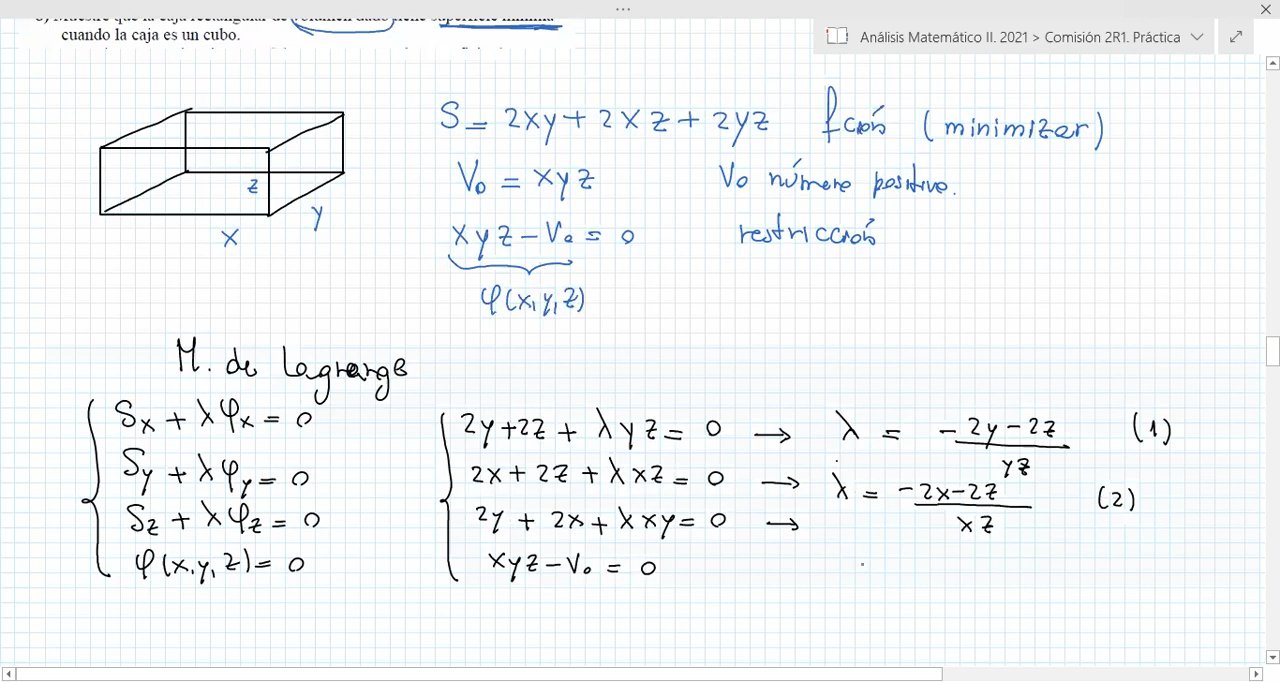 cuando la caja es un cubo.
Análisis Matemático II. 2021 > Comisión 2R1. Práctica
S = 2xy + 2xz + 2yz fción (minimizar)
V₀ = xyz V₀ número positivo.
xyz - V₀ = 0 restricción
φ(x,y,z)
z
y
x
M. de Lagrange
Sx + λφx = 0
Sy + λφy = 0
Sz + λφz = 0
φ(x,y,z) = 0
2y + 2z + λyz = 0 → λ = (-2y-2z)/yz (1)
2x + 2z + λxz = 0 → λ = (-2x-2z)/xz (2)
2y + 2x + λxy = 0 →
xyz - V₀ = 0